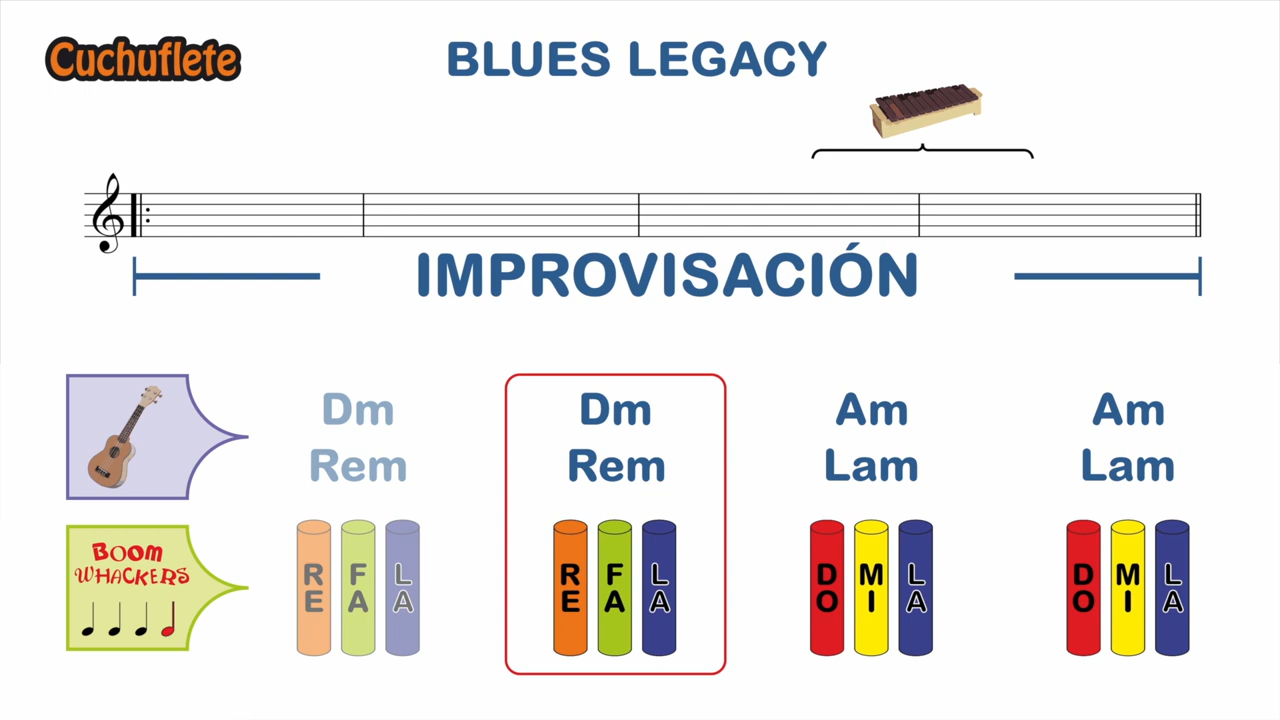 Cuchuflete
BLUES LEGACY
IMPROVISACIÓN
Dm Dm Am Am
Rem Rem Lam Lam
BOOM
WHACKERS
RE FA LA RE FA LA DO MI LA DO MI LA